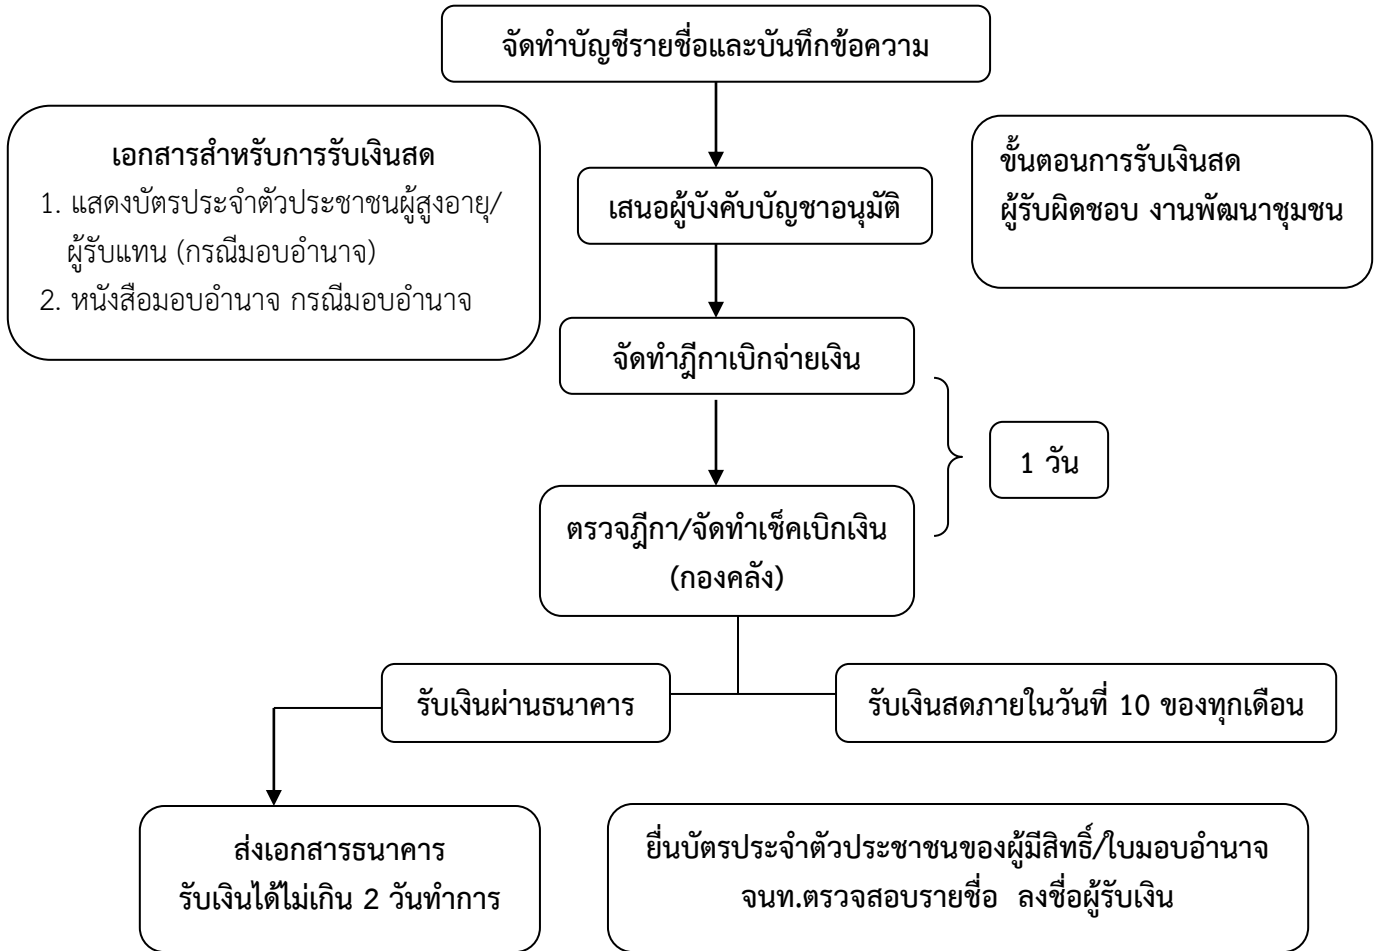 จัดทำบัญชีรายชื่อและบันทึกข้อความ
เอกสารสำหรับการรับเงินสด
1. แสดงบัตรประจำตัวประชาชนผู้สูงอายุ/
ผู้รับแทน (กรณีมอบอำนาจ)
2. หนังสือมอบอำนาจ กรณีมอบอำนาจ
เสนอผู้บังคับบัญชาอนุมัติ
ขั้นตอนการรับเงินสด
ผู้รับผิดชอบ งานพัฒนาชุมชน
จัดทำฎีกาเบิกจ่ายเงิน
1 วัน
ตรวจฎีกา/จัดทำเช็คเบิกเงิน
(กองคลัง)
รับเงินผ่านธนาคาร
รับเงินสดภายในวันที่ 10 ของทุกเดือน
ส่งเอกสารธนาคาร
รับเงินได้ไม่เกิน 2 วันทำการ
ยื่นบัตรประจำตัวประชาชนของผู้มีสิทธิ์/ใบมอบอำนาจ
จนท.ตรวจสอบรายชื่อ ลงชื่อผู้รับเงิน